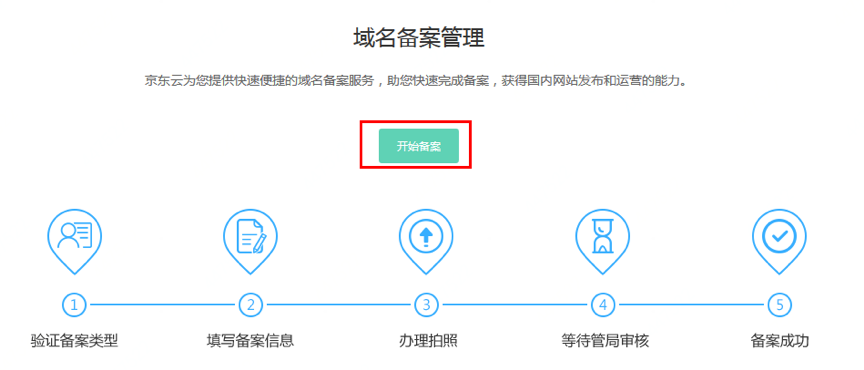 域名备案管理
京东云为您提供快速便捷的域名备案服务，助您快速完成备案，获得国内网站发布和运营的能力。
开始备案
1 2 3 4 5
验证备案类型 填写备案信息 办理拍照 等待管局审核 备案成功